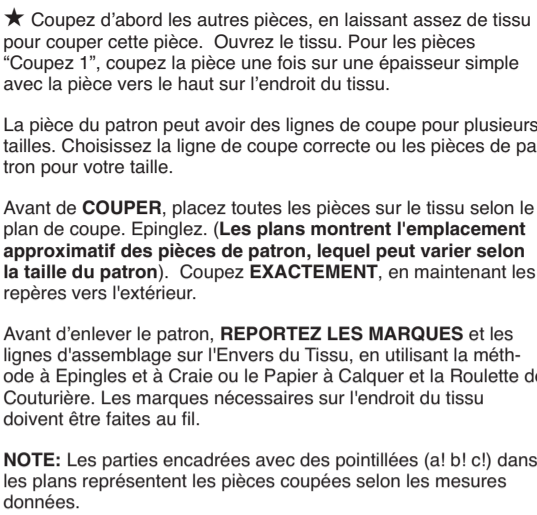 ★ Coupez d’abord les autres pièces, en laissant assez de tissu
pour couper cette pièce. Ouvrez le tissu. Pour les pièces
“Coupez 1”, coupez la pièce une fois sur une épaisseur simple
avec la pièce vers le haut sur l’endroit du tissu.
La pièce du patron peut avoir des lignes de coupe pour plusieurs
tailles. Choisissez la ligne de coupe correcte ou les pièces de pa
tron pour votre taille.
Avant de COUPER, placez toutes les pièces sur le tissu selon le
plan de coupe. Epinglez. (Les plans montrent l'emplacement
approximatif des pièces de patron, lequel peut varier selon
la taille du patron). Coupez EXACTEMENT, en maintenant les
repères vers l'extérieur.
Avant d’enlever le patron, REPORTEZ LES MARQUES et les
lignes d'assemblage sur l'Envers du Tissu, en utilisant la méth-
ode à Epingles et à Craie ou le Papier à Calquer et la Roulette de
Couturière. Les marques nécessaires sur l'endroit du tissu
doivent être faites au fil.
NOTE: Les parties encadrées avec des pointillées (a! b! c!) dans
les plans représentent les pièces coupées selon les mesures
données.